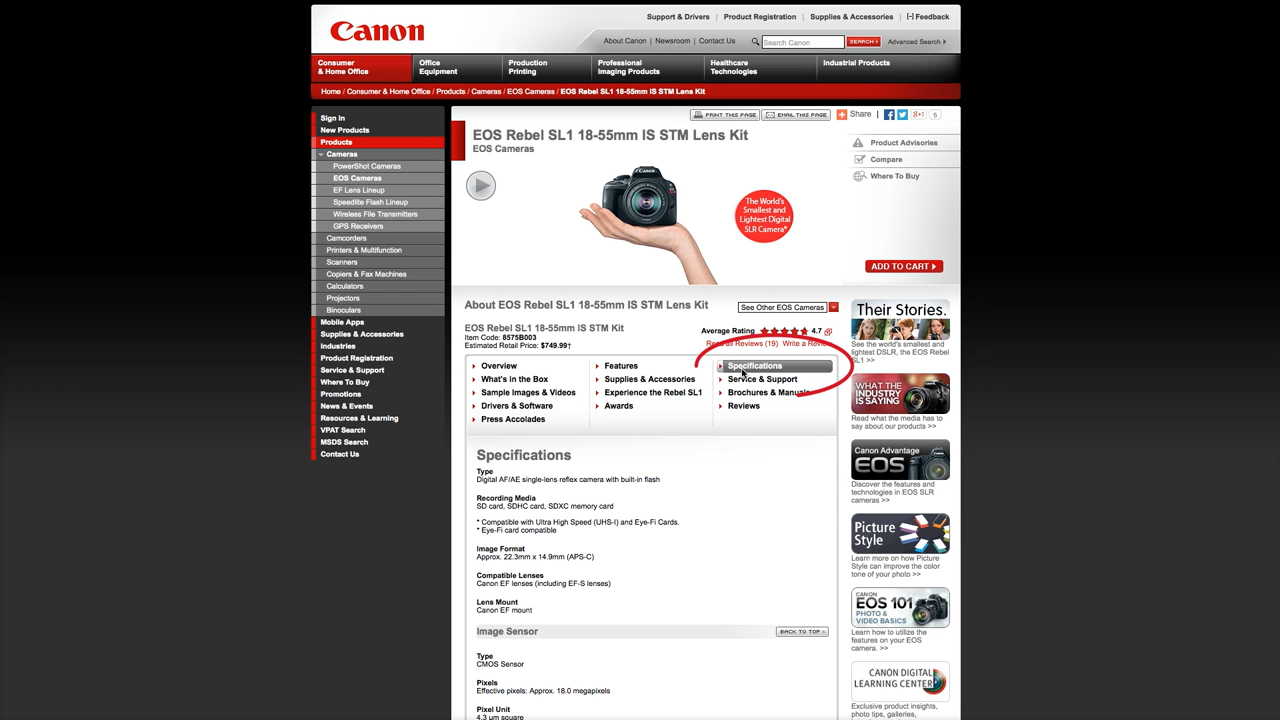 Support & Drivers | Product Registration | Supplies & Accessories | [-] Feedback
Canon
About Canon | Newsroom | Contact Us
Search Canon
SEARCH
Advanced Search
Consumer
& Home Office
Office
Equipment
Production
Printing
Professional
Imaging Products
Healthcare
Technologies
Industrial Products
Home / Consumer & Home Office / Products / Cameras / EOS Cameras / EOS Rebel SL1 18-55mm IS STM Lens Kit
Sign In
New Products
Products
Cameras
PowerShot Cameras
EOS Cameras
EF Lens Lineup
Speedlite Flash Lineup
Wireless File Transmitters
GPS Receivers
Camcorders
Printers & Multifunction
Scanners
Copiers & Fax Machines
Calculators
Projectors
Binoculars
Mobile Apps
Supplies & Accessories
Industries
Product Registration
Service & Support
Where To Buy
Promotions
News & Events
Resources & Learning
VPAT Search
MSDS Search
Contact Us
PRINT THIS PAGE
EMAIL THIS PAGE
Share
g+1
6
EOS Rebel SL1 18-55mm IS STM Lens Kit
EOS Cameras
Canon
The World's
Smallest and
Lightest Digital
SLR Camera*
Product Advisories
Compare
Where To Buy
ADD TO CART
About EOS Rebel SL1 18-55mm IS STM Lens Kit
See Other EOS Cameras
EOS Rebel SL1 18-55mm IS STM Kit
Item Code: 8575B003
Estimated Retail Price: $749.99†
Average Rating 4.7
Read all Reviews (19) Write a Review
Overview
What's in the Box
Sample Images & Videos
Drivers & Software
Press Accolades
Features
Supplies & Accessories
Experience the Rebel SL1
Awards
Specifications
Service & Support
Brochures & Manuals
Reviews
Specifications
Type
Digital AF/AE single-lens reflex camera with built-in flash
Recording Media
SD card, SDHC card, SDXC memory card
* Compatible with Ultra High Speed (UHS-I) and Eye-Fi Cards.
* Eye-Fi card compatible
Image Format
Approx. 22.3mm x 14.9mm (APS-C)
Compatible Lenses
Canon EF lenses (including EF-S lenses)
Lens Mount
Canon EF mount
Image Sensor
BACK TO TOP
Type
CMOS Sensor
Pixels
Effective pixels: Approx. 18.0 megapixels
Pixel Unit
4.3 µm square
Their Stories.
See the world's smallest and
lightest DSLR, the EOS Rebel
SL1 >>
WHAT THE
INDUSTRY
IS SAYING
Read what the media has to
say about our products >>
Canon Advantage
EOS
Discover the features and
technologies in EOS SLR
cameras >>
Picture
Style
Learn more on how Picture
Style can improve the color
tone of your photo >>
CANON
EOS 101
PHOTO &
VIDEO BASICS
Learn how to utilize the
features on your EOS
camera. >>
CANON DIGITAL
LEARNING CENTER
Exclusive product insights,
photo tips, galleries,